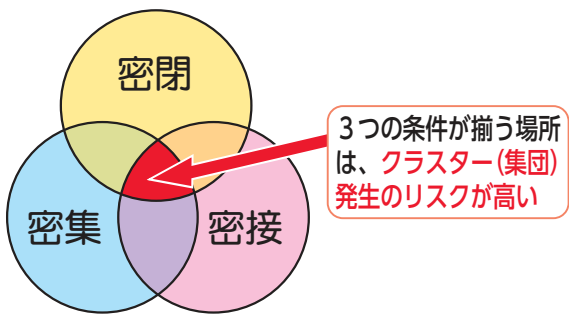 密閉
密集
密接
３つの条件が揃う場所
は、クラスター(集団)
発生のリスクが高い